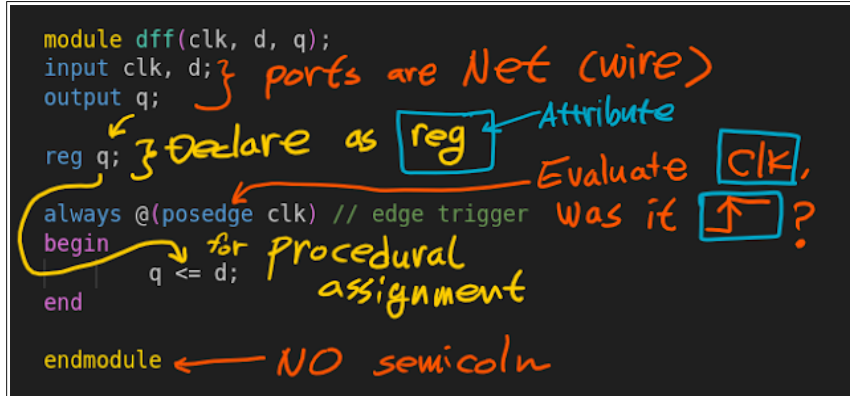 module dff(clk, d, q);
input clk, d;} ports are Net (wire)
output q;
Attribute
reg q; } Declare as reg
Evaluate Clk,
always @(posedge clk) // edge trigger was it ↑ ?
begin for procedural
q <= d; assignment
end
endmodule NO semicoln